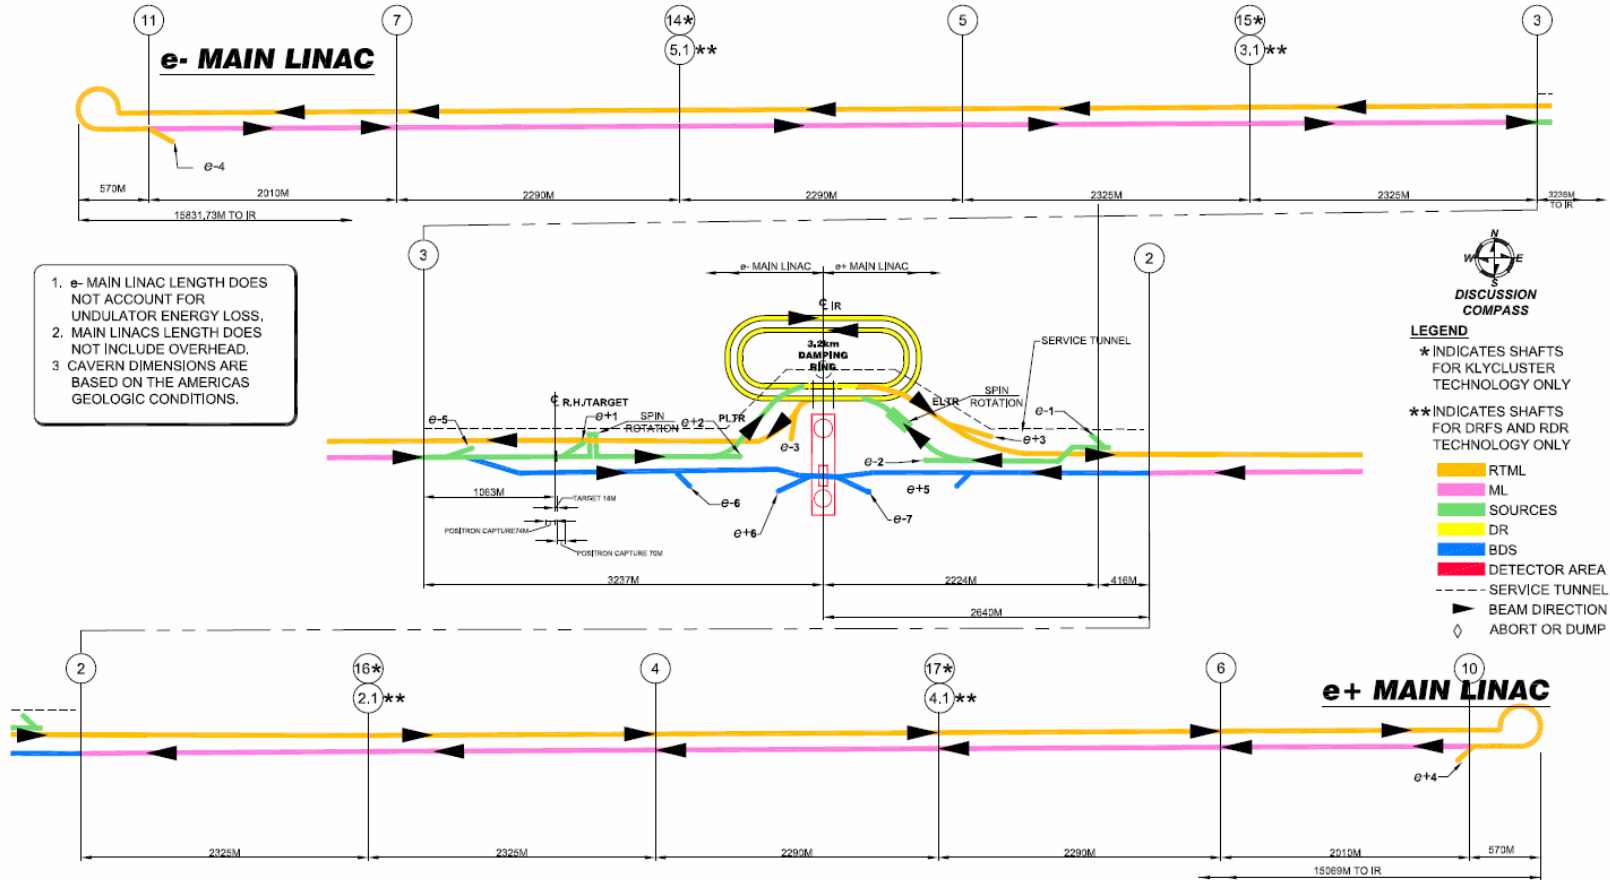 11
7
14*
5.1**
5
15*
3.1**
3
e- MAIN LINAC
e-4
570M
2010M
2290M
2290M
2325M
2325M
3236M
TO IR
15831,73M TO IR
3
2
1. e- MAIN LINAC LENGTH DOES
NOT ACCOUNT FOR
UNDULATOR ENERGY LOSS,
2. MAIN LINACS LENGTH DOES
NOT INCLUDE OVERHEAD.
3 CAVERN DIMENSIONS ARE
BASED ON THE AMERICAS
GEOLOGIC CONDITIONS.
e- MAIN LINAC
e+ MAIN LINAC
℄ IR
3,2km
DAMPING
RING
SERVICE TUNNEL
℄ R.H./TARGET
e+1
SPIN
ROTATION
e+2
PLTR
ELTR
SPIN
ROTATION
e-1
e-5
e-3
e+3
e-2
e+5
e-6
e+6
e-7
1063M
TARGET 16M
POSITRON CAPTURE74M
POSITRON CAPTURE 70M
3237M
2224M
416M
2640M
N
W
E
S
DISCUSSION
COMPASS
LEGEND
* INDICATES SHAFTS
FOR KLYCLUSTER
TECHNOLOGY ONLY
** INDICATES SHAFTS
FOR DRFS AND RDR
TECHNOLOGY ONLY
RTML
ML
SOURCES
DR
BDS
DETECTOR AREA
SERVICE TUNNEL
BEAM DIRECTION
ABORT OR DUMP
2
16*
2.1**
4
17*
4.1**
6
10
e+ MAIN LINAC
e+4
2325M
2325M
2290M
2290M
2010M
570M
15069M TO IR